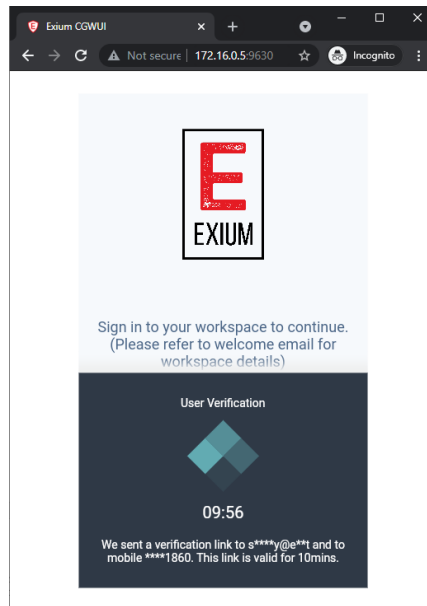 Exium CGWUI
Not secure 172.16.0.5:9630 Incognito
E
EXIUM
Sign in to your workspace to continue.
(Please refer to welcome email for
workspace details)
User Verification
09:56
We sent a verification link to s****y@e**t and to
mobile ****1860. This link is valid for 10mins.